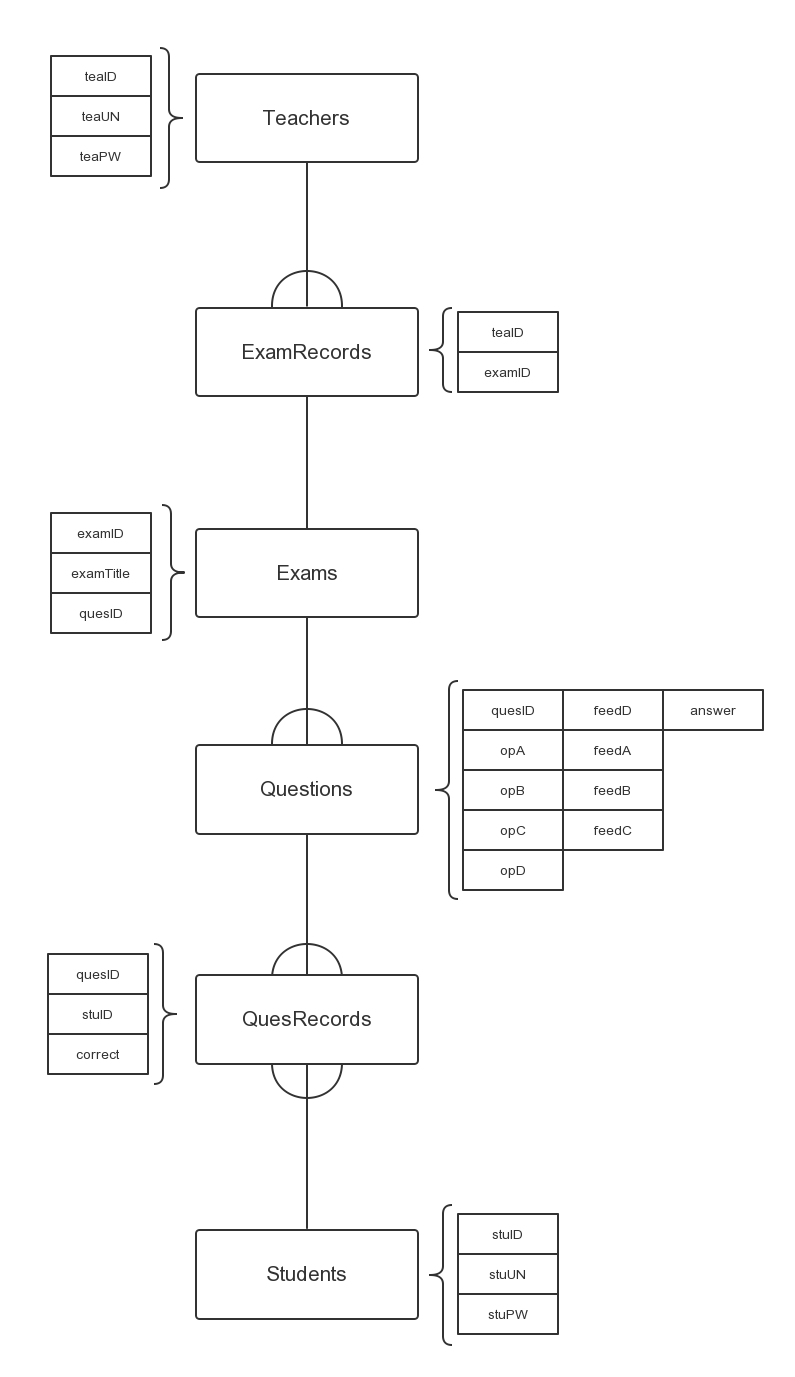 teaID
teaUN
teaPW
Teachers
ExamRecords
teaID
examID
examID
examTitle
quesID
Exams
Questions
quesID feedD answer
opA feedA
opB feedB
opC feedC
opD
quesID
stuID
correct
QuesRecords
Students
stuID
stuUN
stuPW